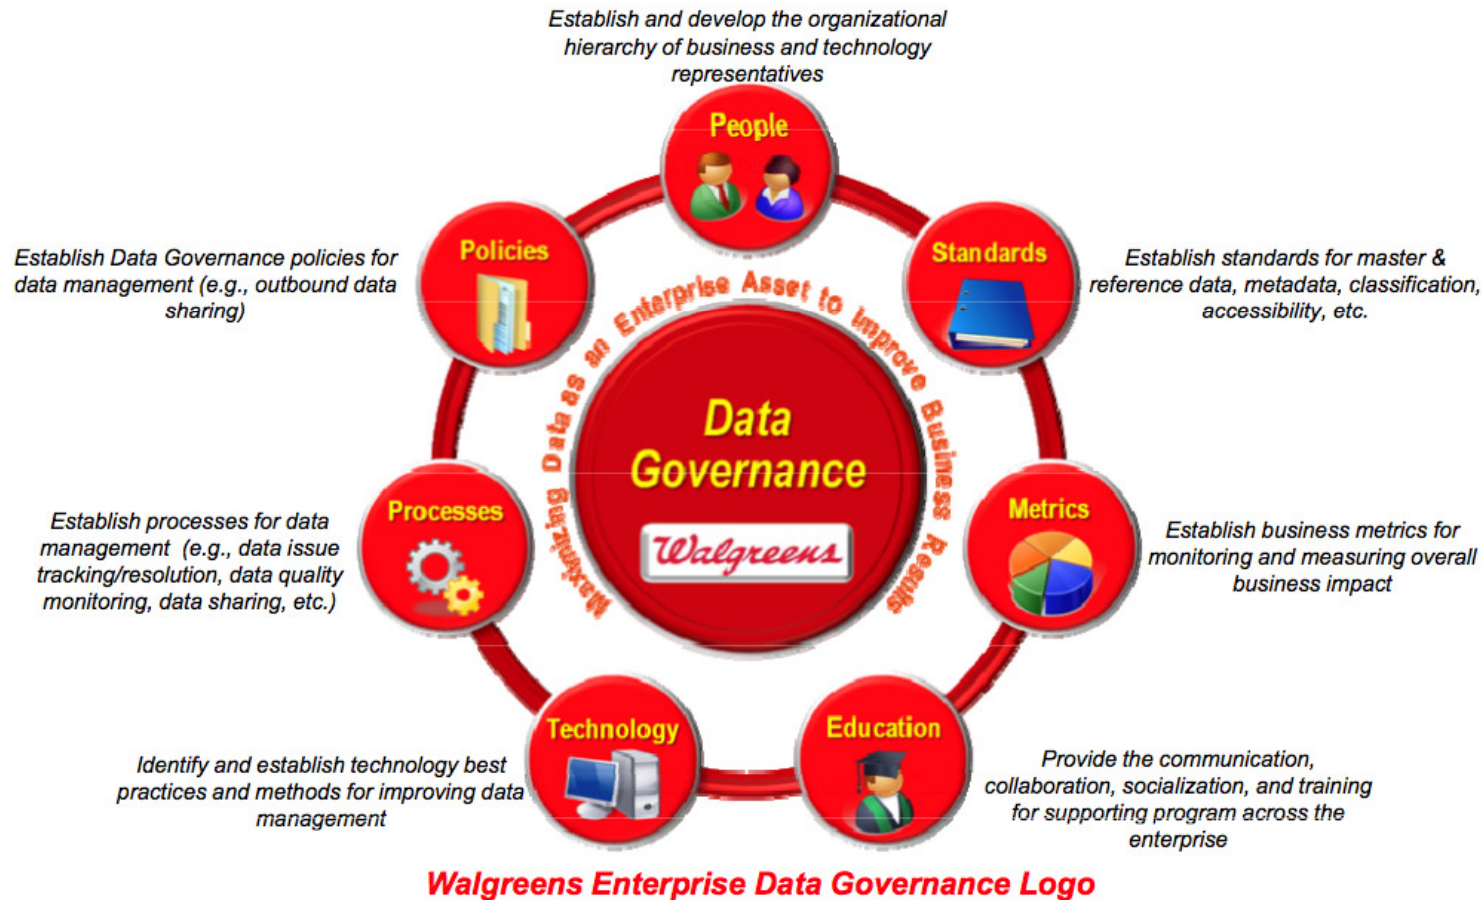 Establish and develop the organizational
hierarchy of business and technology
representatives
People
Policies
Establish Data Governance policies for
data management (e.g., outbound data
sharing)
Standards
Establish standards for master &
reference data, metadata, classification,
accessibility, etc.
Maximizing Data as an Enterprise Asset to improve Business Results
Data
Governance
Walgreens
Processes
Establish processes for data
management (e.g., data issue
tracking/resolution, data quality
monitoring, data sharing, etc.)
Metrics
Establish business metrics for
monitoring and measuring overall
business impact
Technology
Identify and establish technology best
practices and methods for improving data
management
Education
Provide the communication,
collaboration, socialization, and training
for supporting program across the
enterprise
Walgreens Enterprise Data Governance Logo